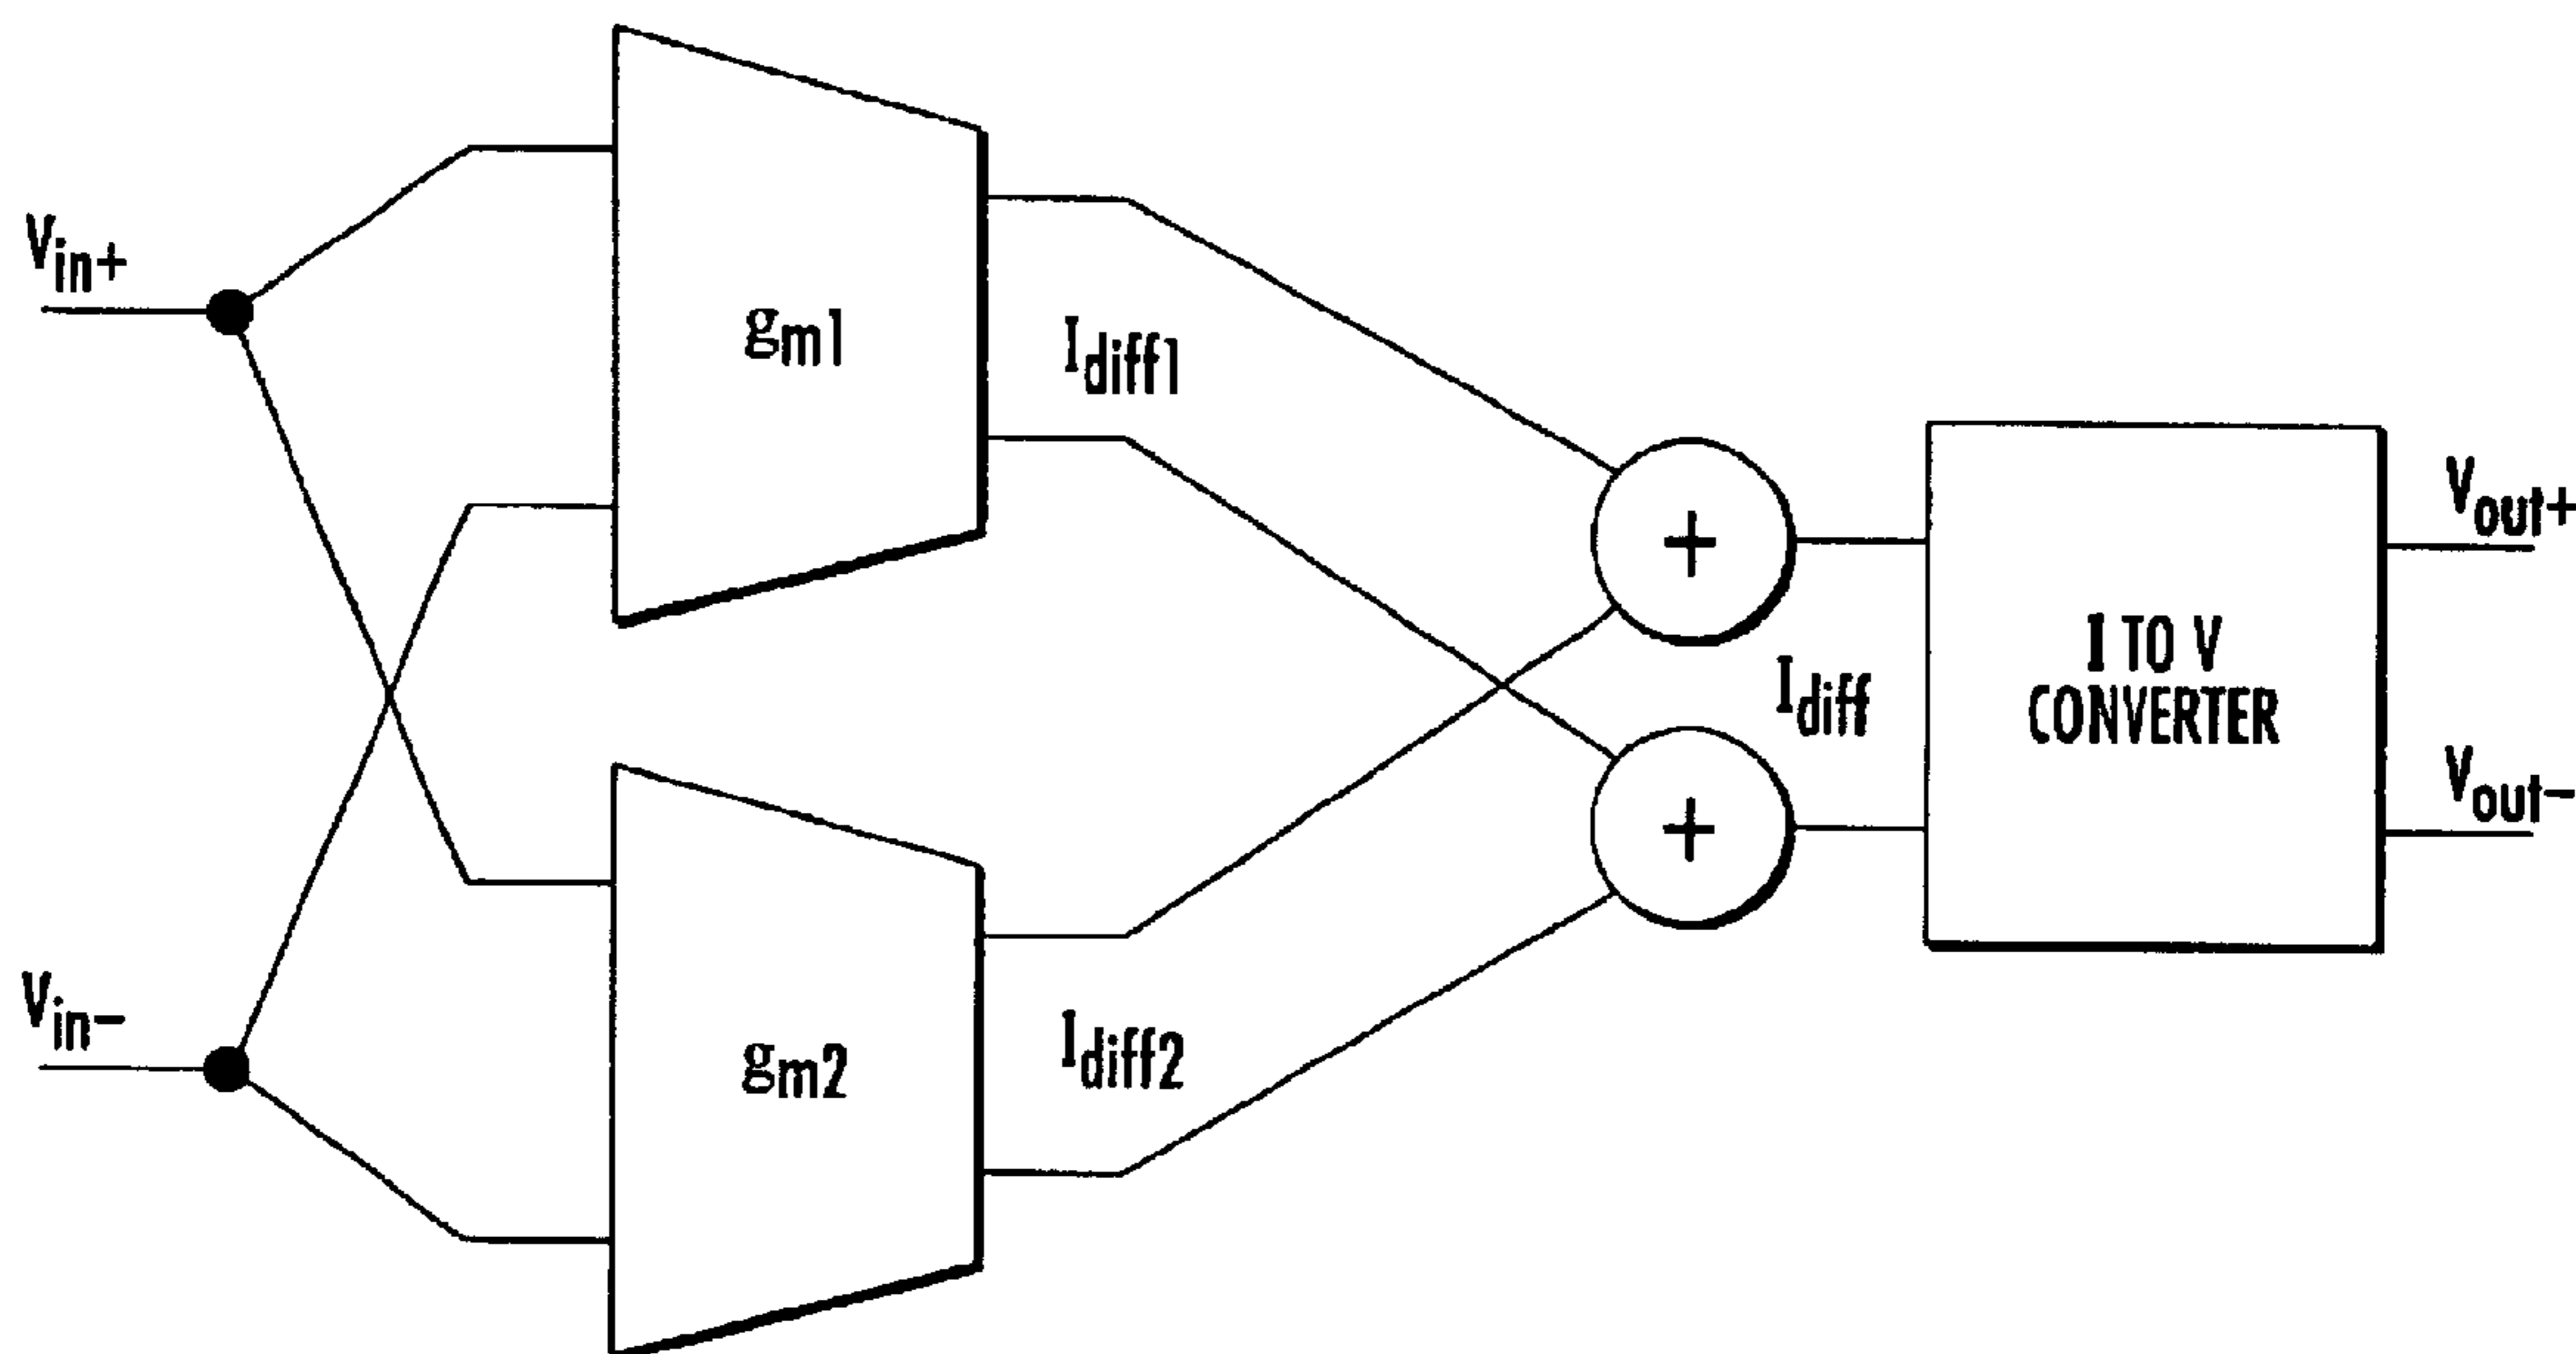 Vin+
gm1
Idiff1
+
Vout+
I TO V
CONVERTER
Idiff
+
Vout-
Vin-
gm2
Idiff2